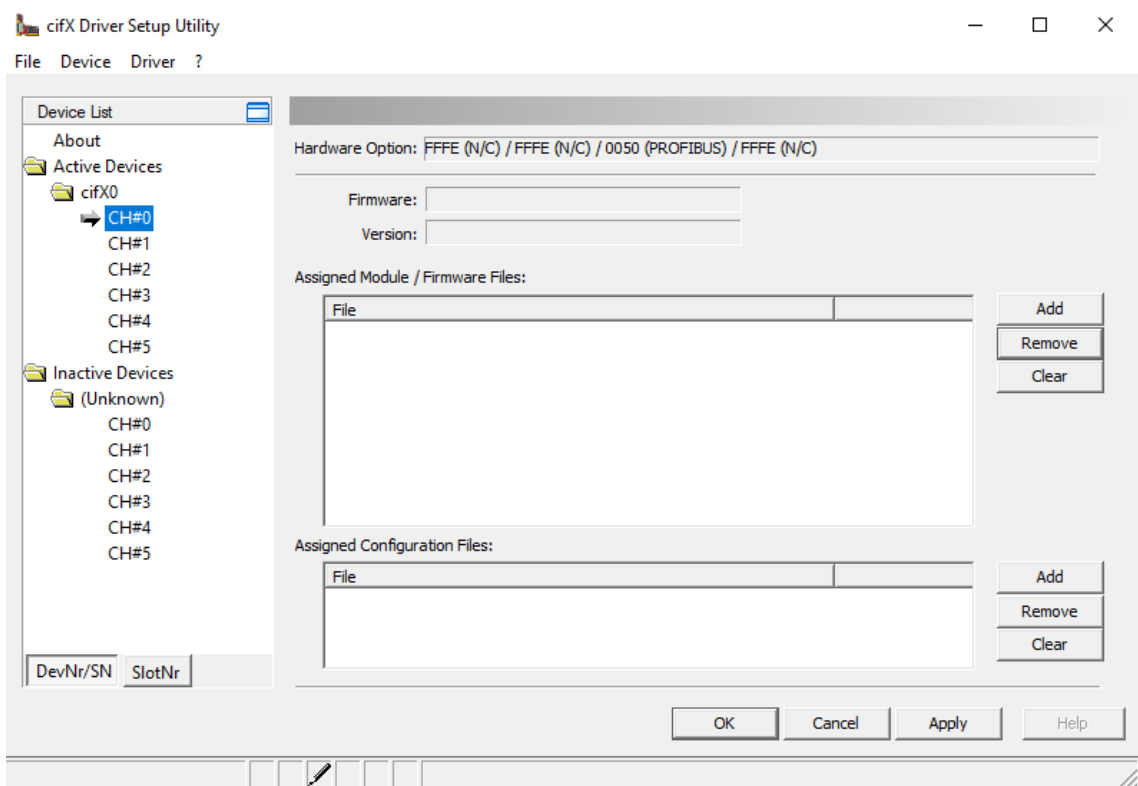 cifX Driver Setup Utility
File Device Driver ?
Device List
About
Active Devices
cifX0
CH#0
CH#1
CH#2
CH#3
CH#4
CH#5
Inactive Devices
(Unknown)
CH#0
CH#1
CH#2
CH#3
CH#4
CH#5
DevNr/SN SlotNr
Hardware Option: FFFE (N/C) / FFFE (N/C) / 0050 (PROFIBUS) / FFFE (N/C)
Firmware:
Version:
Assigned Module / Firmware Files:
File
Add
Remove
Clear
Assigned Configuration Files:
File
Add
Remove
Clear
OK Cancel Apply Help